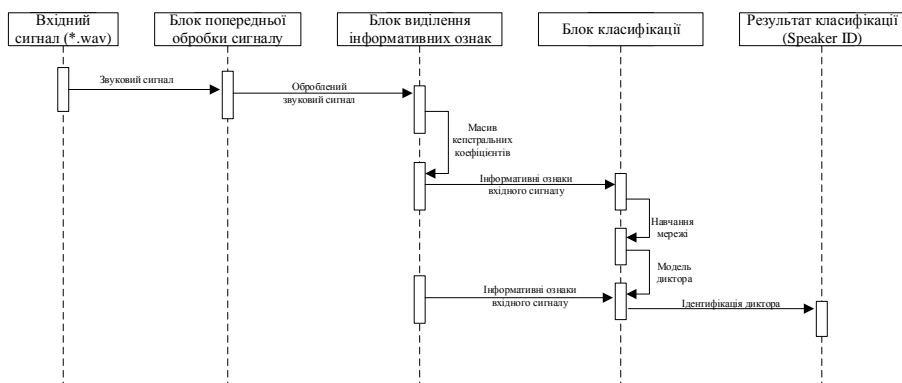 Вхідний
сигнал (*.wav)
Блок попередньої
обробки сигналу
Блок виділення
інформативних ознак
Блок класифікації
Результат класифікації
(Speaker ID)
Звуковий сигнал
Оброблений
звуковий сигнал
Масив
кепстральних
коефіцієнтів
Інформативні ознаки
вхідного сигналу
Навчання
мережі
Модель
диктора
Інформативні ознаки
вхідного сигналу
Ідентифікація диктора